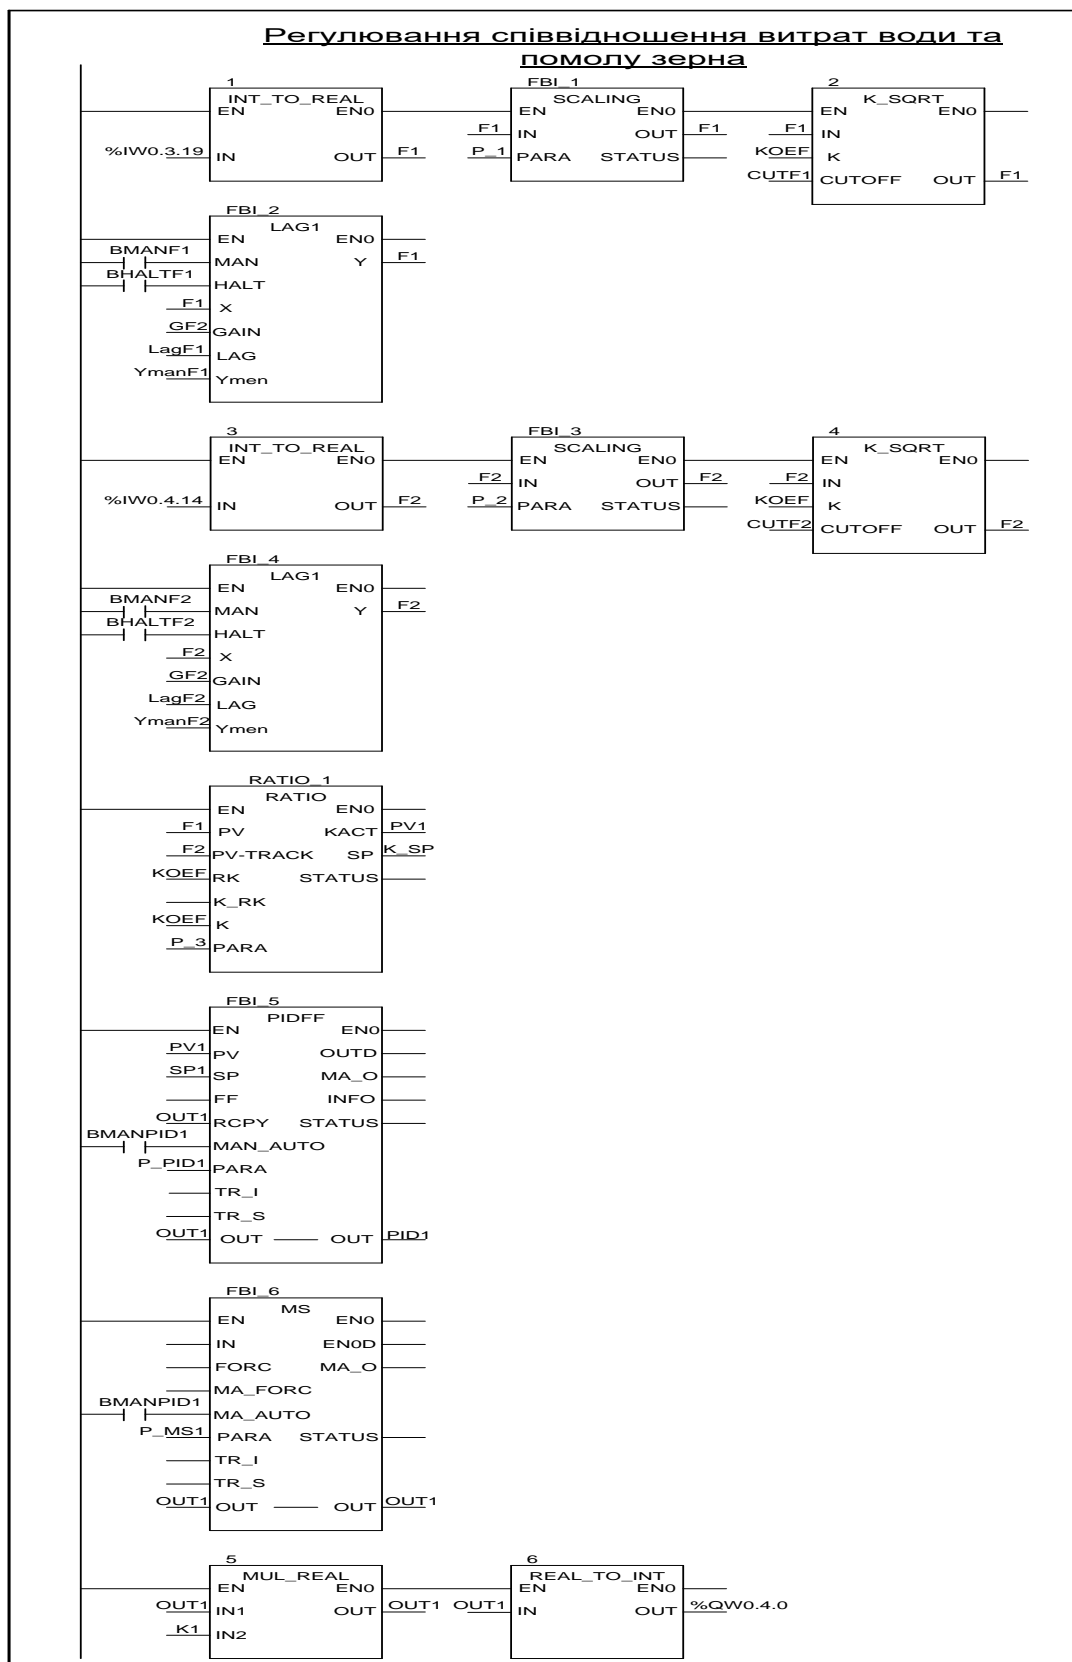 Регулювання співвідношення витрат води та
помолу зерна
1 FBI_1 2
INT_TO_REAL SCALING K_SQRT
EN EN0 EN EN0 EN EN0
F1 IN OUT F1 F1 IN
%IW0.3.19 IN OUT F1 P_1 PARA STATUS KOEF K
CUTF1 CUTOFF OUT F1
FBI_2
LAG1
EN EN0
BMANF1 MAN Y F1
BHALTF1 HALT
F1 X
GF2 GAIN
LagF1 LAG
YmanF1 Ymen
3 FBI_3 4
INT_TO_REAL SCALING K_SQRT
EN EN0 EN EN0 EN EN0
F2 IN OUT F2 F2 IN
%IW0.4.14 IN OUT F2 P_2 PARA STATUS KOEF K
CUTF2 CUTOFF OUT F2
FBI_4
LAG1
EN EN0
BMANF2 MAN Y F2
BHALTF2 HALT
F2 X
GF2 GAIN
LagF2 LAG
YmanF2 Ymen
RATIO_1
RATIO
EN EN0
F1 PV KACT PV1
F2 PV-TRACK SP K_SP
KOEF RK STATUS
K_RK
KOEF K
P_3 PARA
FBI_5
PIDFF
EN EN0
PV1 PV OUTD
SP1 SP MA_O
FF INFO
OUT1 RCPY STATUS
BMANPID1 MAN_AUTO
P_PID1 PARA
TR_I
TR_S
OUT1 OUT OUT PID1
FBI_6
MS
EN EN0
IN EN0D
FORC MA_O
MA_FORC
BMANPID1 MA_AUTO
P_MS1 PARA STATUS
TR_I
TR_S
OUT1 OUT OUT OUT1
5 6
MUL_REAL REAL_TO_INT
EN EN0 EN EN0
OUT1 IN1 OUT OUT1 OUT1 IN OUT %QW0.4.0
K1 IN2